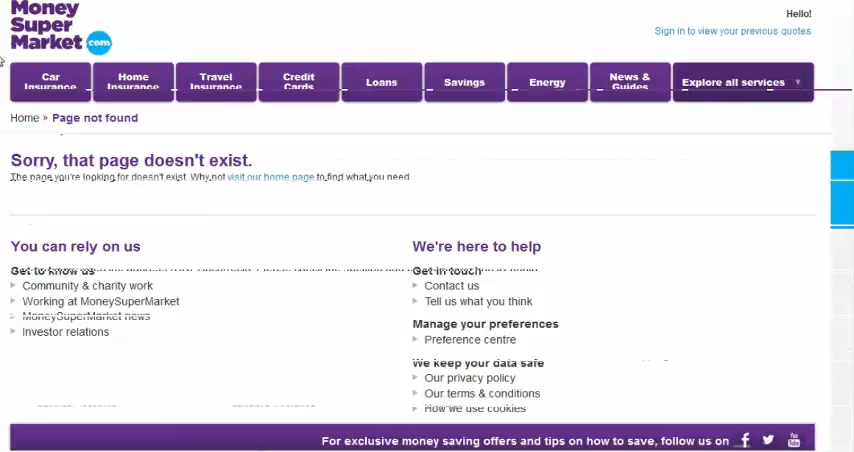 Money
Super
Market com
Hello!
Sign in to view your previous quotes
Car Insurance
Home Insurance
Travel Insurance
Credit Cards
Loans
Savings
Energy
News & Guides
Explore all services
Home » Page not found
Sorry, that page doesn't exist.
The page you're looking for doesn't exist. Why not visit our home page to find what you need
You can rely on us
Get to know us
Community & charity work
Working at MoneySuperMarket
MoneySuperMarket news
Investor relations
We're here to help
Get in touch
Contact us
Tell us what you think
Manage your preferences
Preference centre
We keep your data safe
Our privacy policy
Our terms & conditions
How we use cookies
For exclusive money saving offers and tips on how to save, follow us on
You Tube